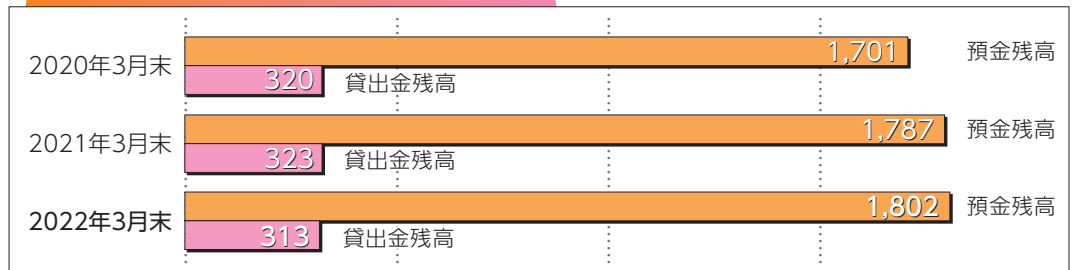 1,701 預金残高
2020年3月末
320 貸出金残高
1,787 預金残高
2021年3月末
323 貸出金残高
1,802 預金残高
2022年3月末
313 貸出金残高